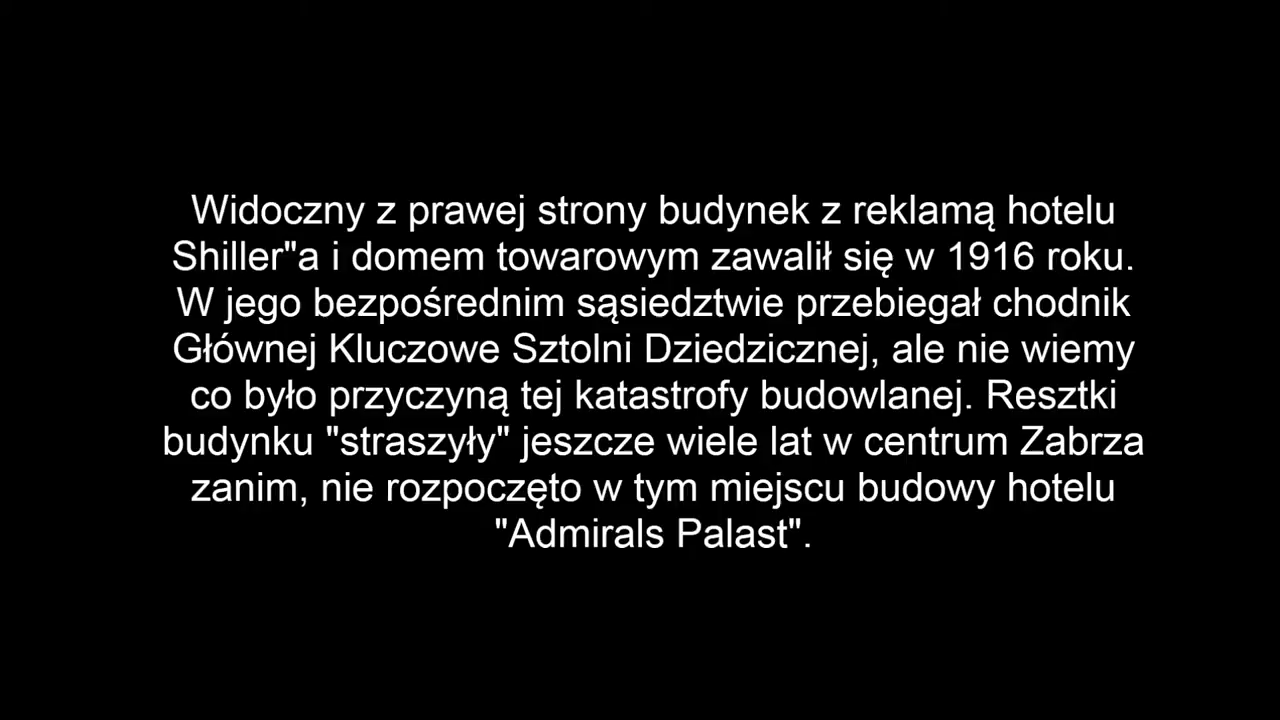 Widoczny z prawej strony budynek z reklamą hotelu
Shiller"a i domem towarowym zawalił się w 1916 roku.
W jego bezpośrednim sąsiedztwie przebiegał chodnik
Głównej Kluczowe Sztolni Dziedzicznej, ale nie wiemy
co było przyczyną tej katastrofy budowlanej. Resztki
budynku "straszyły" jeszcze wiele lat w centrum Zabrza
zanim, nie rozpoczęto w tym miejscu budowy hotelu
"Admirals Palast".